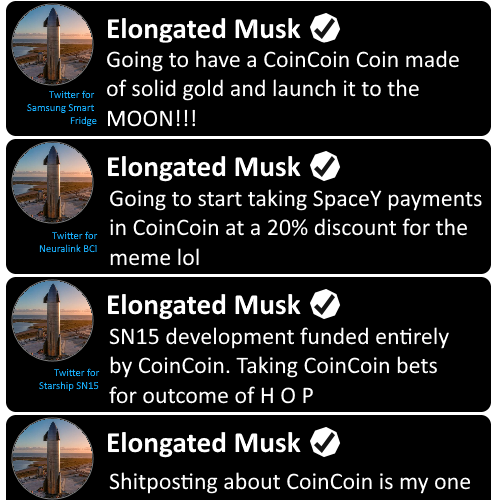 Elongated Musk
Going to have a CoinCoin Coin made
of solid gold and launch it to the
MOON!!!
Twitter for
Samsung Smart
Fridge
Elongated Musk
Going to start taking SpaceY payments
in CoinCoin at a 20% discount for the
meme lol
Twitter for
Neuralink BCI
Elongated Musk
SN15 development funded entirely
by CoinCoin. Taking CoinCoin bets
for outcome of H O P
Twitter for
Starship SN15
Elongated Musk
Shitposting about CoinCoin is my one